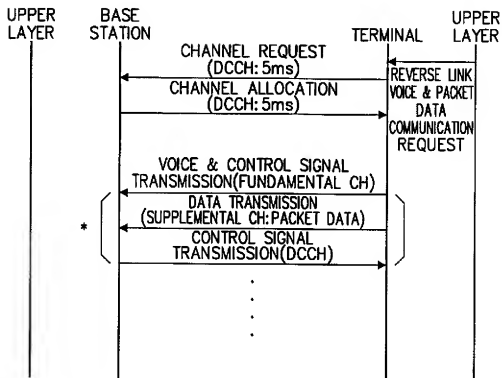 UPPER
LAYER
BASE
STATION
TERMINAL
UPPER
LAYER
CHANNEL REQUEST
(DCCH:5ms)
CHANNEL ALLOCATION
(DCCH:5ms)
REVERSE LINK
VOICE & PACKET
DATA
COMMUNICATION
REQUEST
VOICE & CONTROL SIGNAL
TRANSMISSION(FUNDAMENTAL CH)
DATA TRANSMISSION
(SUPPLEMENTAL CH:PACKET DATA)
*
CONTROL SIGNAL
TRANSMISSION(DCCH)